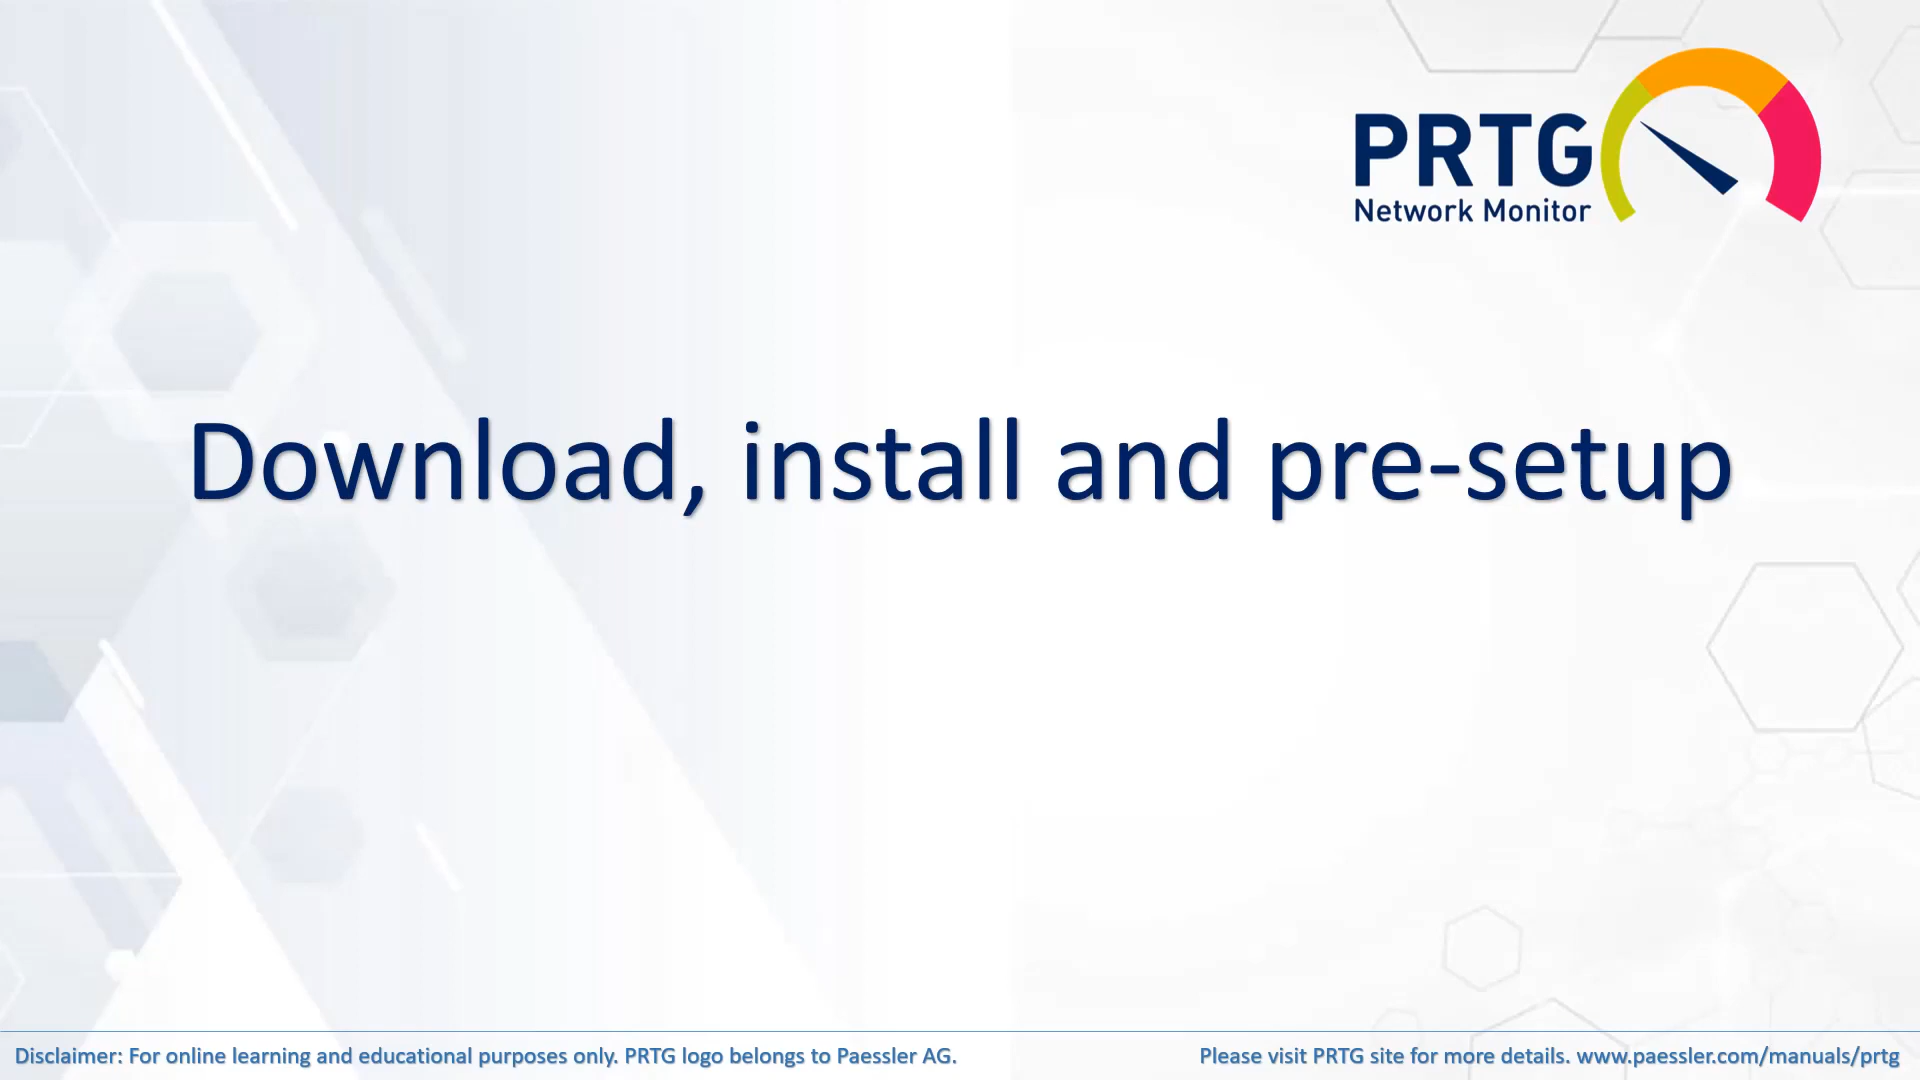 PRTG
Network Monitor
Download, install and pre-setup
Disclaimer: For online learning and educational purposes only. PRTG logo belongs to Paessler AG.
Please visit PRTG site for more details. www.paessler.com/manuals/prtg